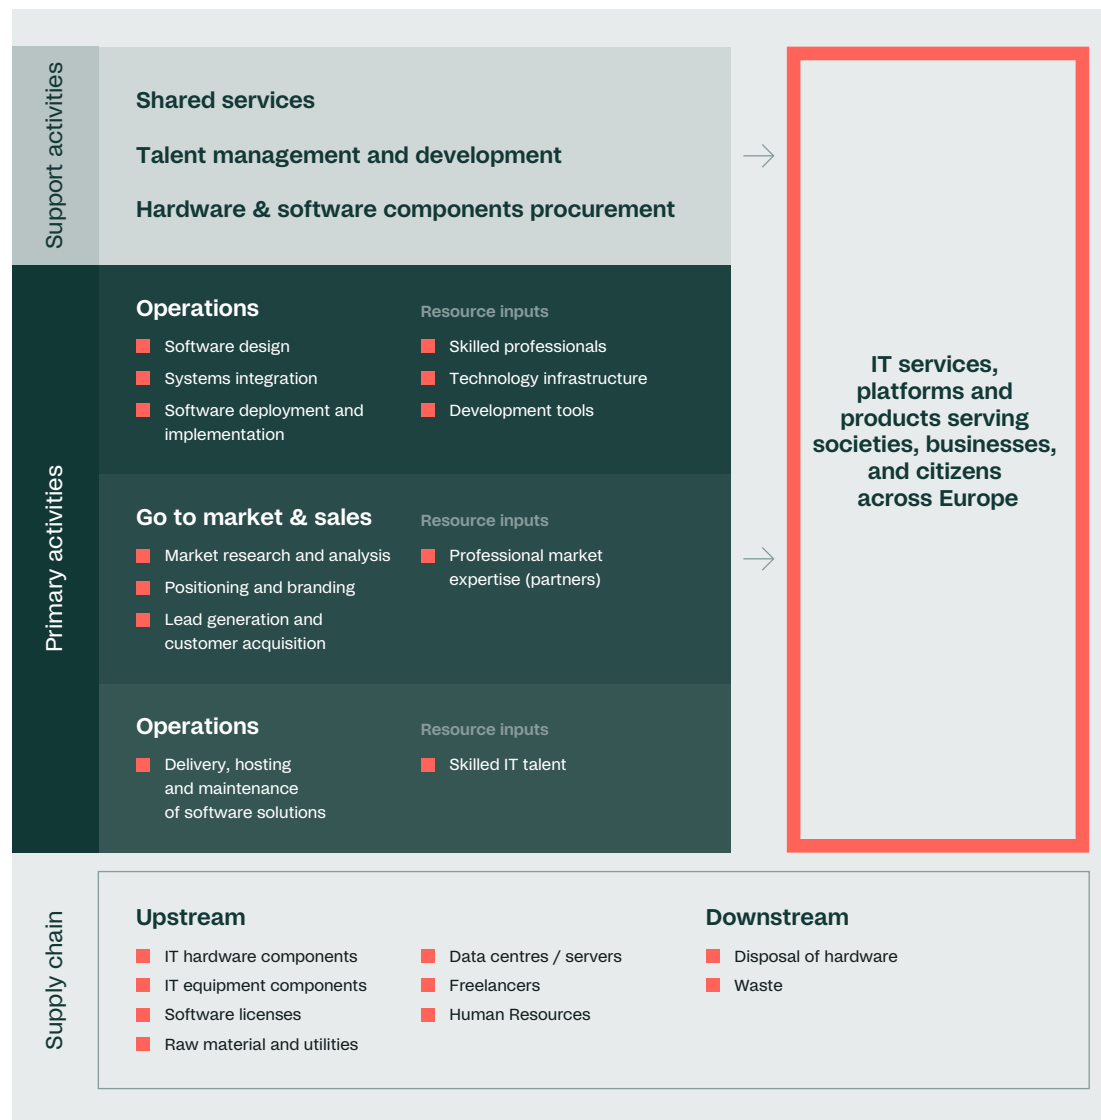 Support activities
Shared services
Talent management and development
Hardware & software components procurement
Primary activities
Operations
Software design
Systems integration
Software deployment and
implementation
Resource inputs
Skilled professionals
Technology infrastructure
Development tools
Go to market & sales
Market research and analysis
Positioning and branding
Lead generation and
customer acquisition
Resource inputs
Professional market
expertise (partners)
Operations
Delivery, hosting
and maintenance
of software solutions
Resource inputs
Skilled IT talent
IT services,
platforms and
products serving
societies, businesses,
and citizens
across Europe
Supply chain
Upstream
IT hardware components
IT equipment components
Software licenses
Raw material and utilities
Data centres / servers
Freelancers
Human Resources
Downstream
Disposal of hardware
Waste